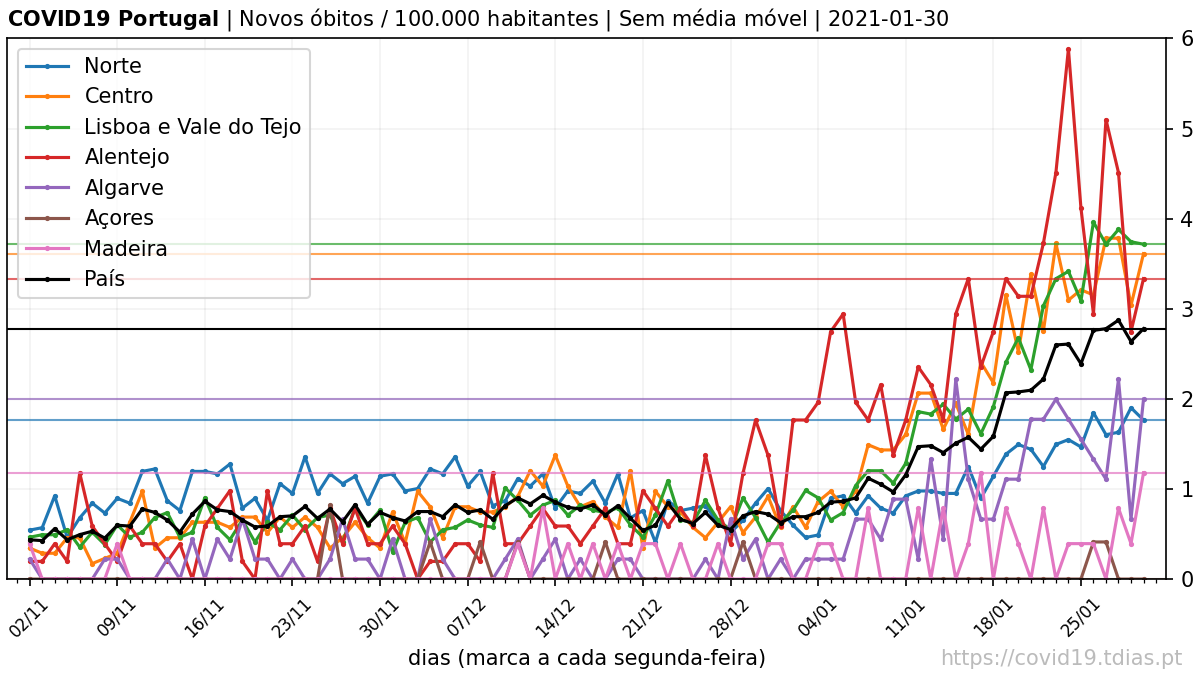 COVID19 Portugal | Novos óbitos / 100.000 habitantes | Sem média móvel | 2021-01-30
Norte
Centro
Lisboa e Vale do Tejo
Alentejo
Algarve
Açores
Madeira
País
6
5
4
3
2
1
0
02/11 09/11 16/11 23/11 30/11 07/12 14/12 21/12 28/12 04/01 11/01 18/01 25/01
dias (marca a cada segunda-feira)
https://covid19.tdias.pt